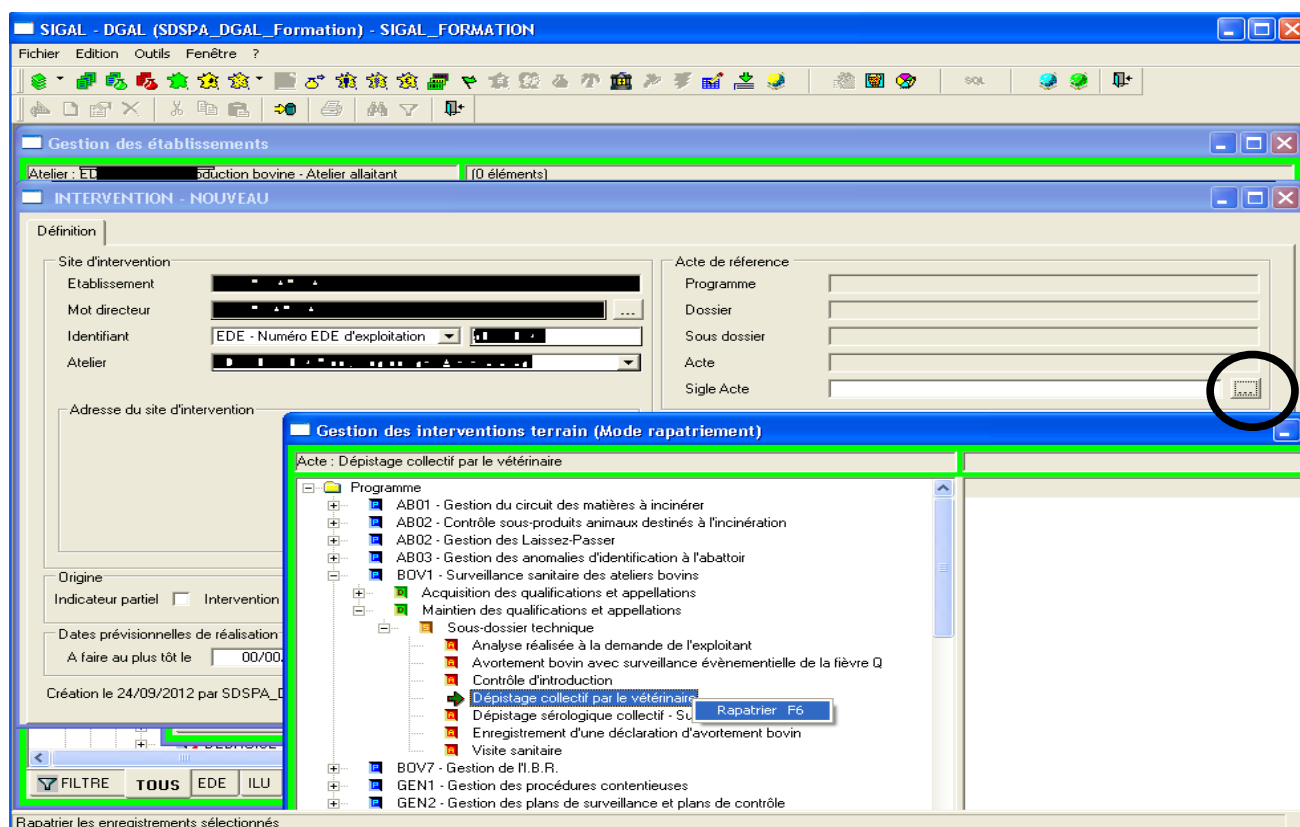 SIGAL - DGAL (SDSPA_DGAL_Formation) - SIGAL_FORMATION
Fichier Edition Outils Fenêtre ?
SQL
Gestion des établissements
Atelier : duction bovine - Atelier allaitant (0 éléments)
INTERVENTION - NOUVEAU
Définition
Site d'intervention
Acte de réference
Etablissement
Programme
Mot directeur
...
Dossier
Identifiant EDE - Numéro EDE d'exploitation
Sous dossier
Atelier
Acte
Sigle Acte
...
Adresse du site d'intervention
Gestion des interventions terrain (Mode rapatriement)
Acte : Dépistage collectif par le vétérinaire
Programme
AB01 - Gestion du circuit des matières à incinérer
AB02 - Contrôle sous-produits animaux destinés à l'incinération
AB02 - Gestion des Laissez-Passer
AB03 - Gestion des anomalies d'identification à l'abattoir
BOV1 - Surveillance sanitaire des ateliers bovins
Acquisition des qualifications et appellations
Maintien des qualifications et appellations
Sous-dossier technique
Analyse réalisée à la demande de l'exploitant
Avortement bovin avec surveillance évènementielle de la fièvre Q
Contrôle d'introduction
Dépistage collectif par le vétérinaire
Rapatrier F6
Dépistage sérologique collectif - Su
Enregistrement d'une déclaration d'avortement bovin
Visite sanitaire
BOV7 - Gestion de l'I.B.R.
GEN1 - Gestion des procédures contentieuses
GEN2 - Gestion des plans de surveillance et plans de contrôle
Origine
Indicateur partiel Intervention
Dates prévisionnelles de réalisation
A faire au plus tôt le 00/00
Création le 24/09/2012 par SDSPA_D
FILTRE TOUS EDE ILU
Rapatrier les enregistrements sélectionnés